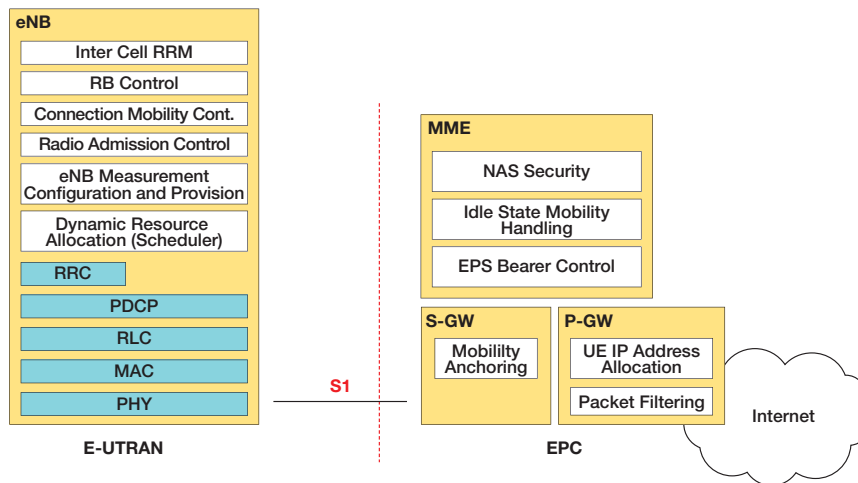 eNB
Inter Cell RRM
RB Control
Connection Mobility Cont.
Radio Admission Control
eNB Measurement
Configuration and Provision
Dynamic Resource
Allocation (Scheduler)
RRC
PDCP
RLC
MAC
PHY
E-UTRAN
S1
MME
NAS Security
Idle State Mobility
Handling
EPS Bearer Control
S-GW
Mobililty
Anchoring
P-GW
UE IP Address
Allocation
Packet Filtering
Internet
EPC